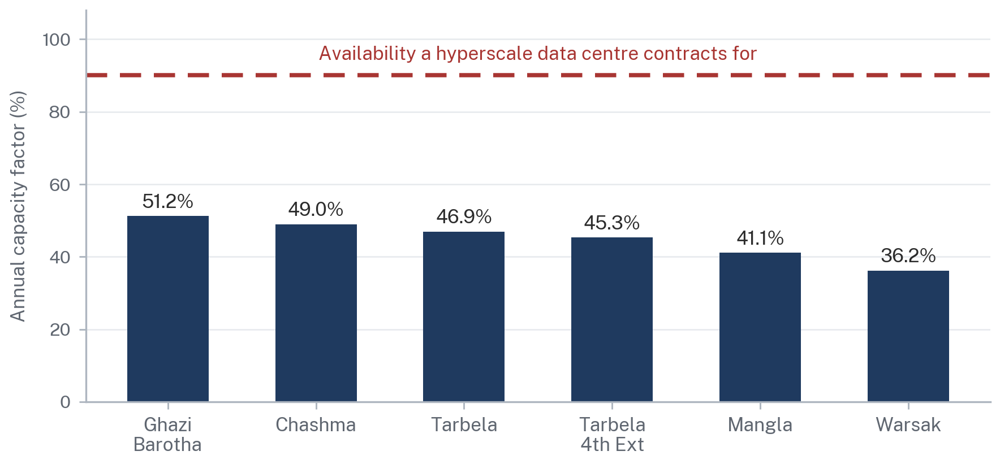 Annual capacity factor (%)
100
80
60
40
20
0
Availability a hyperscale data centre contracts for
51.2%
49.0%
46.9%
45.3%
41.1%
36.2%
Ghazi
Barotha
Chashma
Tarbela
Tarbela
4th Ext
Mangla
Warsak